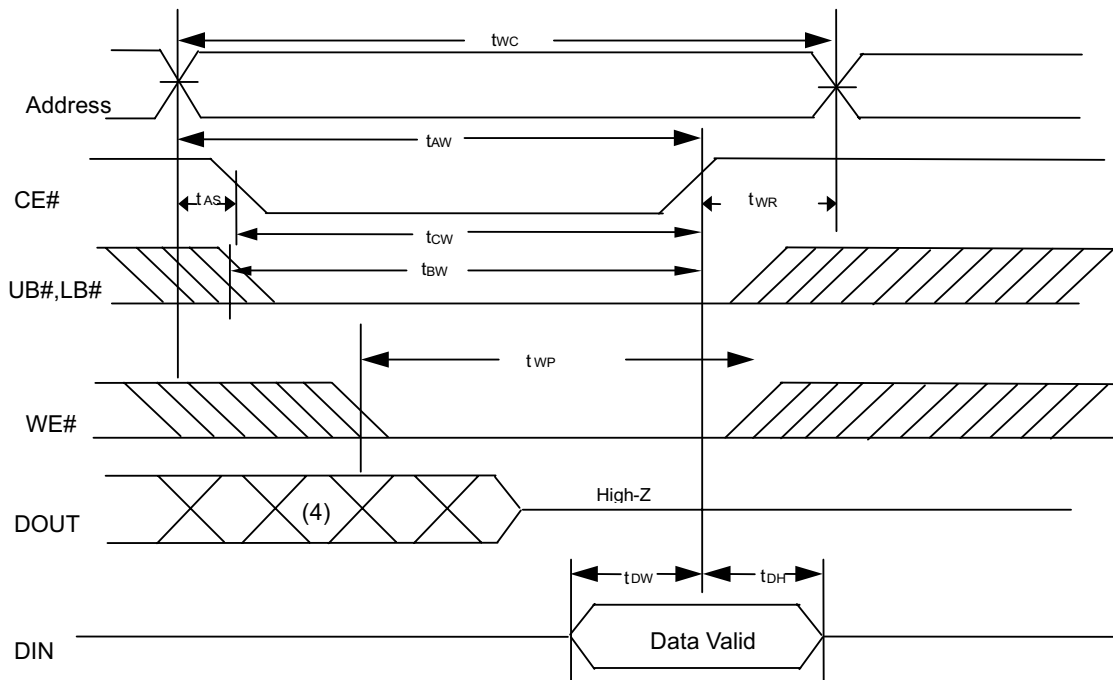 tWC
Address
tAW
CE#
tAS
tWR
tCW
tBW
UB#,LB#
tWP
WE#
High-Z
DOUT
(4)
tDW
tDH
DIN
Data Valid